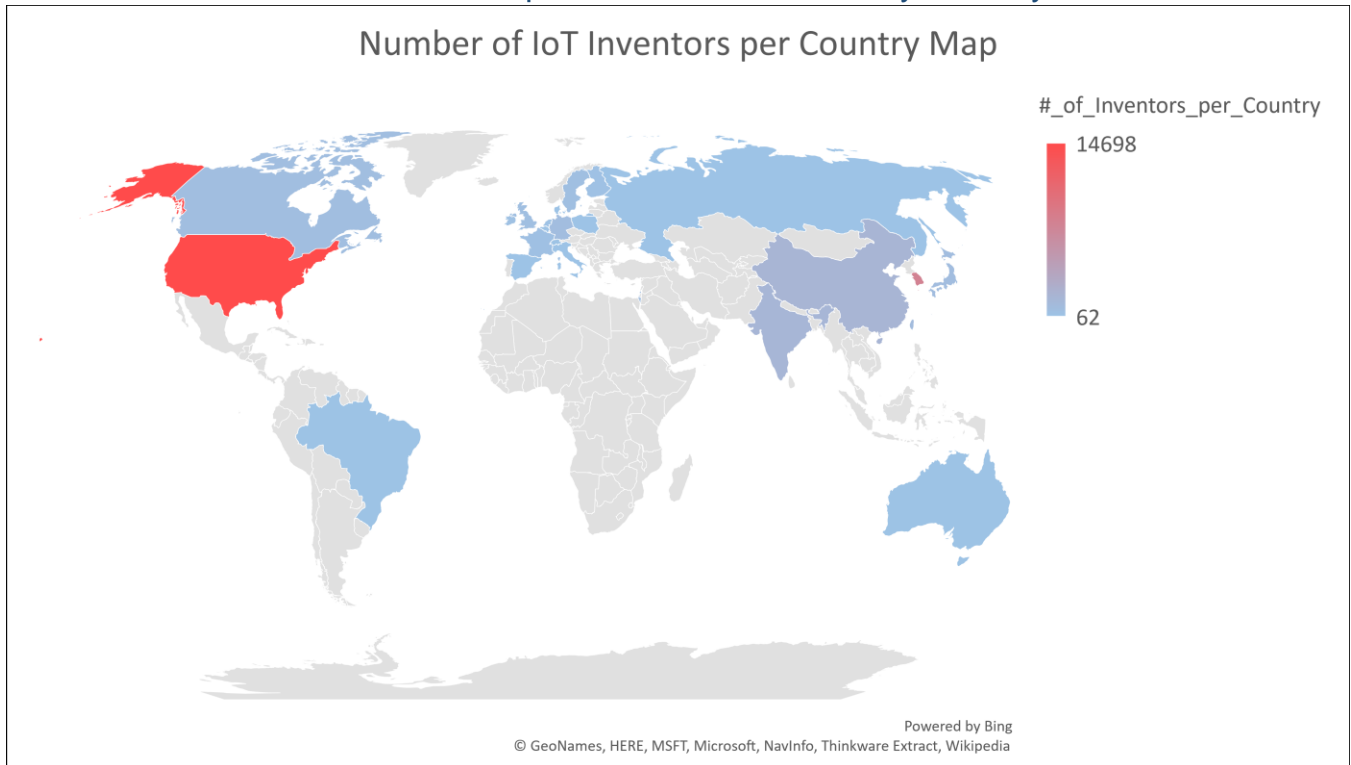 Number of IoT Inventors per Country Map
#_of_Inventors_per_Country
14698
62
Powered by Bing
© GeoNames, HERE, MSFT, Microsoft, NavInfo, Thinkware Extract, Wikipedia